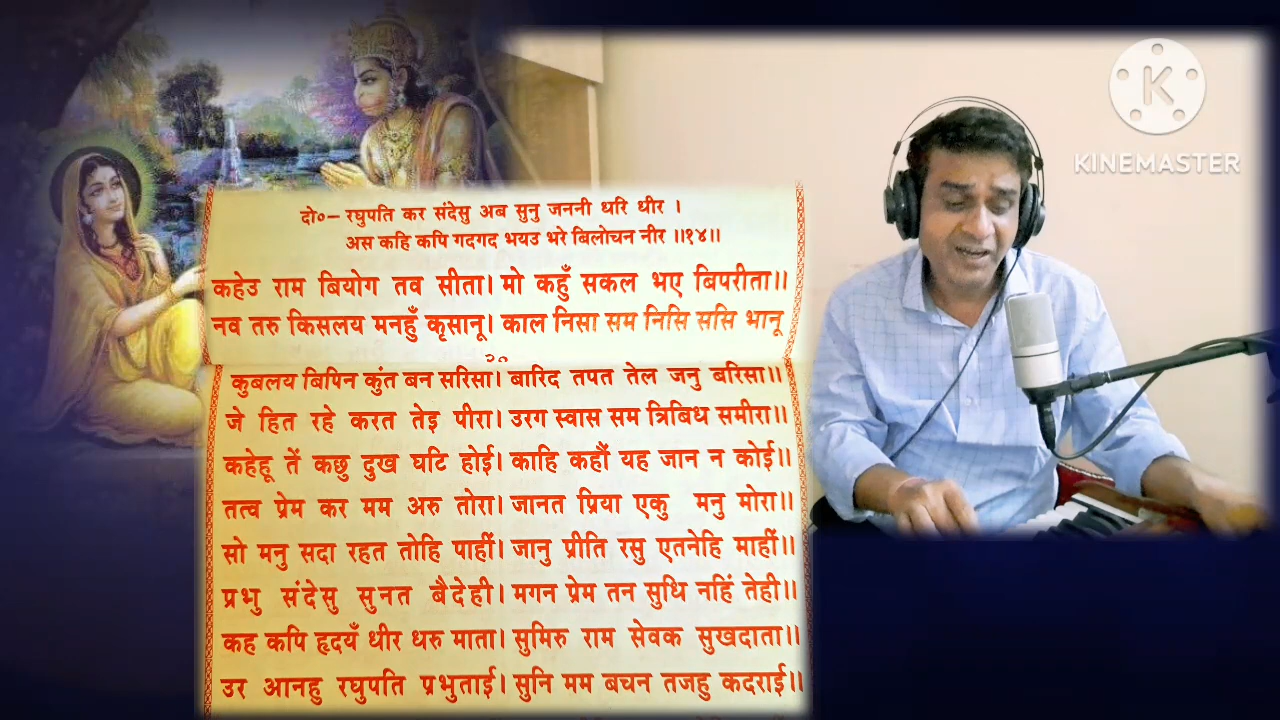 दो०— रघुपति कर संदेसु अब सुनु जननी धरि धीर ।
अस कहि कपि गदगद भयउ भरे बिलोचन नीर ॥१४॥
कहेउ राम बियोग तव सीता। मो कहुँ सकल भए बिपरीता॥
नव तरु किसलय मनहुँ कृसानू। काल निसा सम निसि ससि भानू
कुबलय बिपिन कुंत बन सरिसा। बारिद तपत तेल जनु बरिसा॥
जे हित रहे करत तेइ पीरा। उरग स्वास सम त्रिबिध समीरा॥
कहेहू तें कछु दुख घटि होई। काहि कहौं यह जान न कोई॥
तत्व प्रेम कर मम अरु तोरा। जानत प्रिया एकु मनु मोरा॥
सो मनु सदा रहत तोहि पाहीं। जानु प्रीति रसु एतनेहि माहीं॥
प्रभु संदेसु सुनत बैदेही। मगन प्रेम तन सुधि नहिं तेही॥
कह कपि हृदयँ धीर धरु माता। सुमिरु राम सेवक सुखदाता॥
उर आनहु रघुपति प्रभुताई। सुनि मम बचन तजहु कदराई॥
K
KINEMASTER